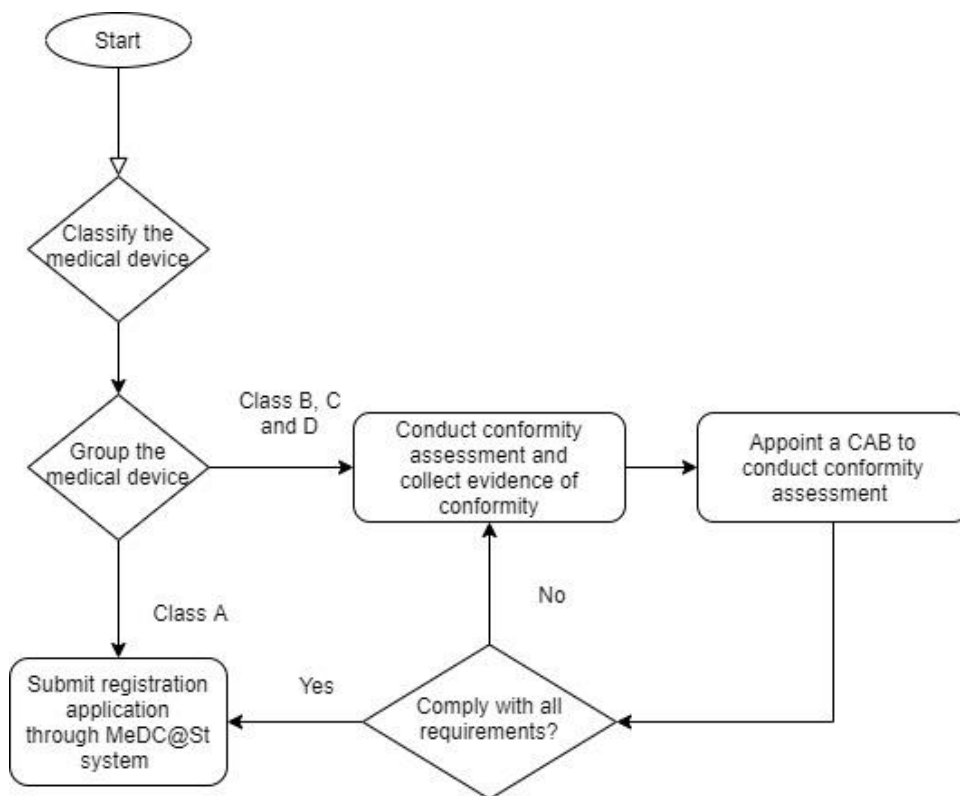 Start
Classify the
medical device
Group the
medical device
Class B, C
and D
Conduct conformity
assessment and
collect evidence of
conformity
Appoint a CAB to
conduct conformity
assessment
Class A
No
Submit registration
application
through MeDC@St
system
Yes
Comply with all
requirements?